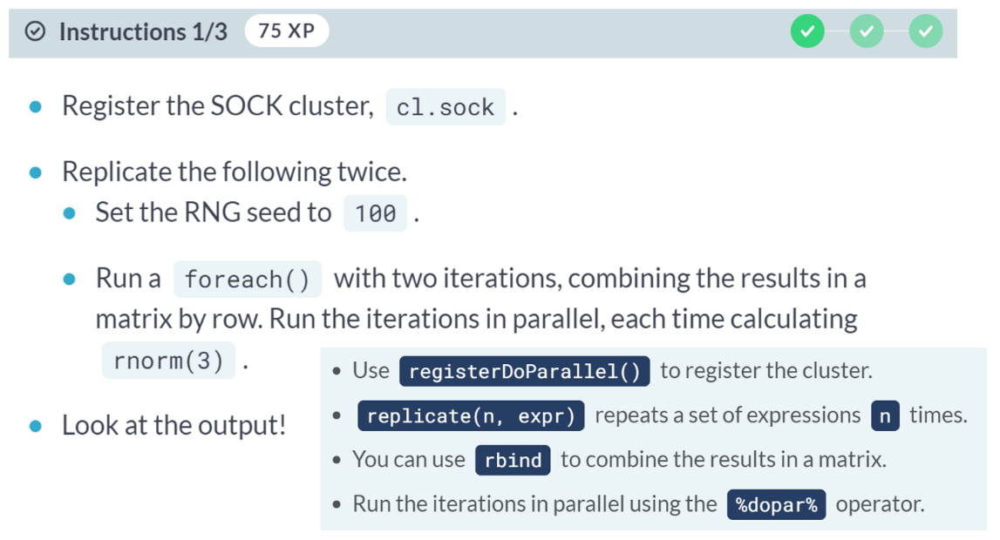 Instructions 1/3 75 XP
Register the SOCK cluster, cl.sock .
Replicate the following twice.
Set the RNG seed to 100 .
Run a foreach() with two iterations, combining the results in a
matrix by row. Run the iterations in parallel, each time calculating
rnorm(3) .
Look at the output!
Use registerDoParallel() to register the cluster.
replicate(n, expr) repeats a set of expressions n times.
You can use rbind to combine the results in a matrix.
Run the iterations in parallel using the %dopar% operator.